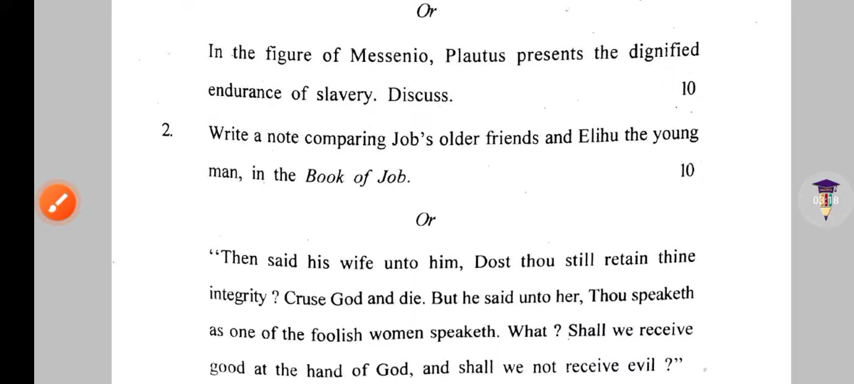 Or
In the figure of Messenio, Plautus presents the dignified
endurance of slavery. Discuss. 10
2. Write a note comparing Job's older friends and Elihu the young
man, in the Book of Job. 10
03:18
Or
“Then said his wife unto him, Dost thou still retain thine
integrity ? Cruse God and die. But he said unto her, Thou speaketh
as one of the foolish women speaketh. What ? Shall we receive
good at the hand of God, and shall we not receive evil ?”